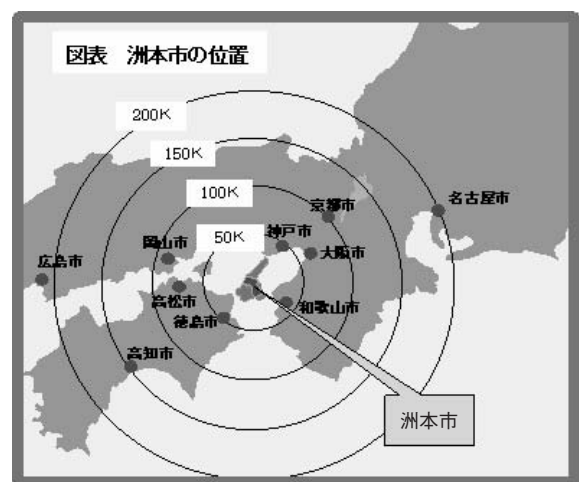 図表　洲本市の位置
200K
150K
100K
50K
京都市
名古屋市
神戸市
岡山市
大阪市
広島市
高松市
和歌山市
徳島市
高知市
洲本市